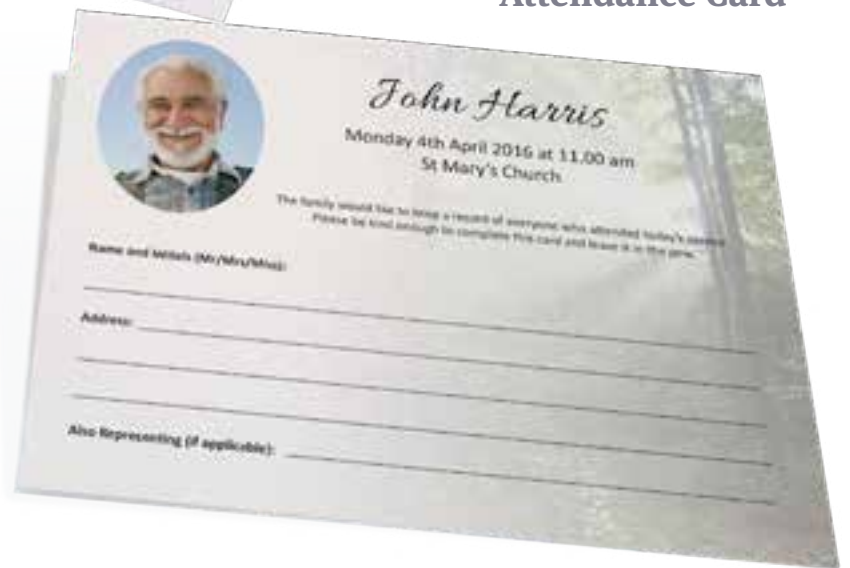 Attendance Card
John Harris
Monday 4th April 2016 at 11.00 am
St Mary's Church
The family would like to keep a record of everyone who attended today's service.
Please be kind enough to complete this card and leave it in the pew.
Name and Initials (Mr/Mrs/Miss):
Address:
Also Representing (if applicable):